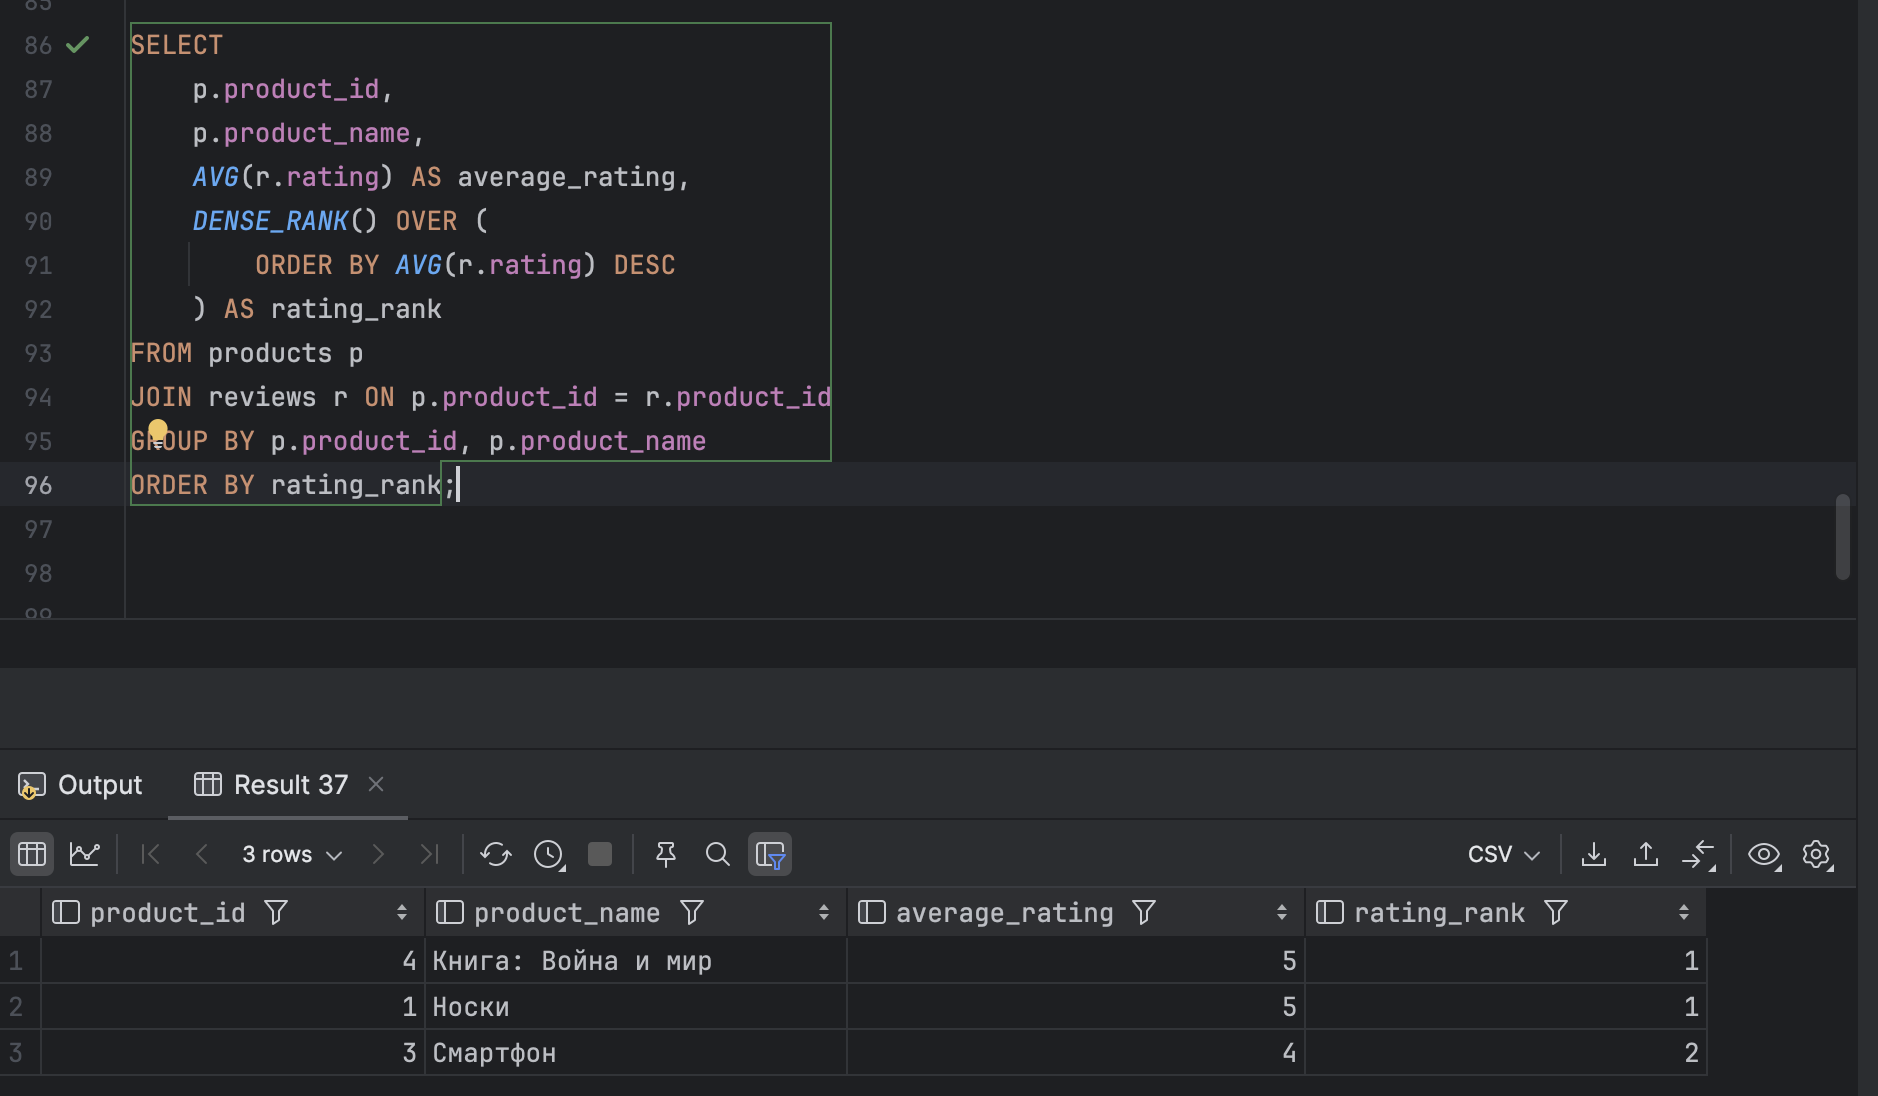 85
86 SELECT
87 p.product_id,
88 p.product_name,
89 AVG(r.rating) AS average_rating,
90 DENSE_RANK() OVER (
91 ORDER BY AVG(r.rating) DESC
92 ) AS rating_rank
93 FROM products p
94 JOIN reviews r ON p.product_id = r.product_id
95 GROUP BY p.product_id, p.product_name
96 ORDER BY rating_rank;
97
98
99
Output Result 37
3 rows CSV
product_id product_name average_rating rating_rank
1 4 Книга: Война и мир 5 1
2 1 Носки 5 1
3 3 Смартфон 4 2